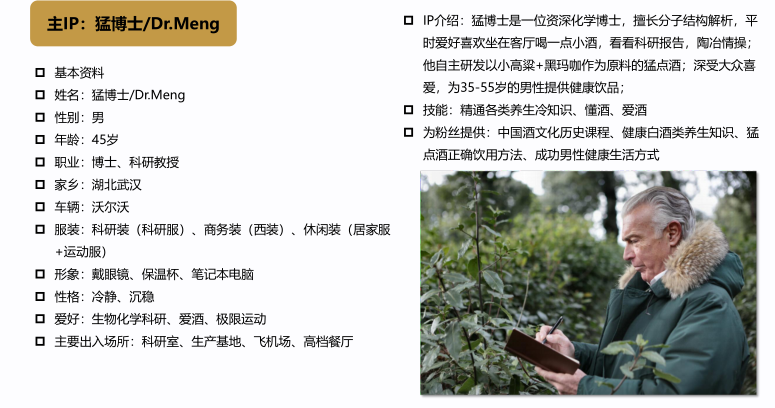 主IP：猛博士/Dr.Meng
基本资料
姓名：猛博士/Dr.Meng
性别：男
年龄：45岁
职业：博士、科研教授
家乡：湖北武汉
车辆：沃尔沃
服装：科研装（科研服）、商务装（西装）、休闲装（居家服
+运动服）
形象：戴眼镜、保温杯、笔记本电脑
性格：冷静、沉稳
爱好：生物化学科研、爱酒、极限运动
主要出入场所：科研室、生产基地、飞机场、高档餐厅
IP介绍：猛博士是一位资深化学博士，擅长分子结构解析，平
时爱好喜欢坐在客厅喝一点小酒，看看科研报告，陶冶情操；
他自主研发以小高粱+黑玛咖作为原料的猛点酒；深受大众喜
爱，为35-55岁的男性提供健康饮品；
技能：精通各类养生冷知识、懂酒、爱酒
为粉丝提供：中国酒文化历史课程、健康白酒类养生知识、猛
点酒正确饮用方法、成功男性健康生活方式